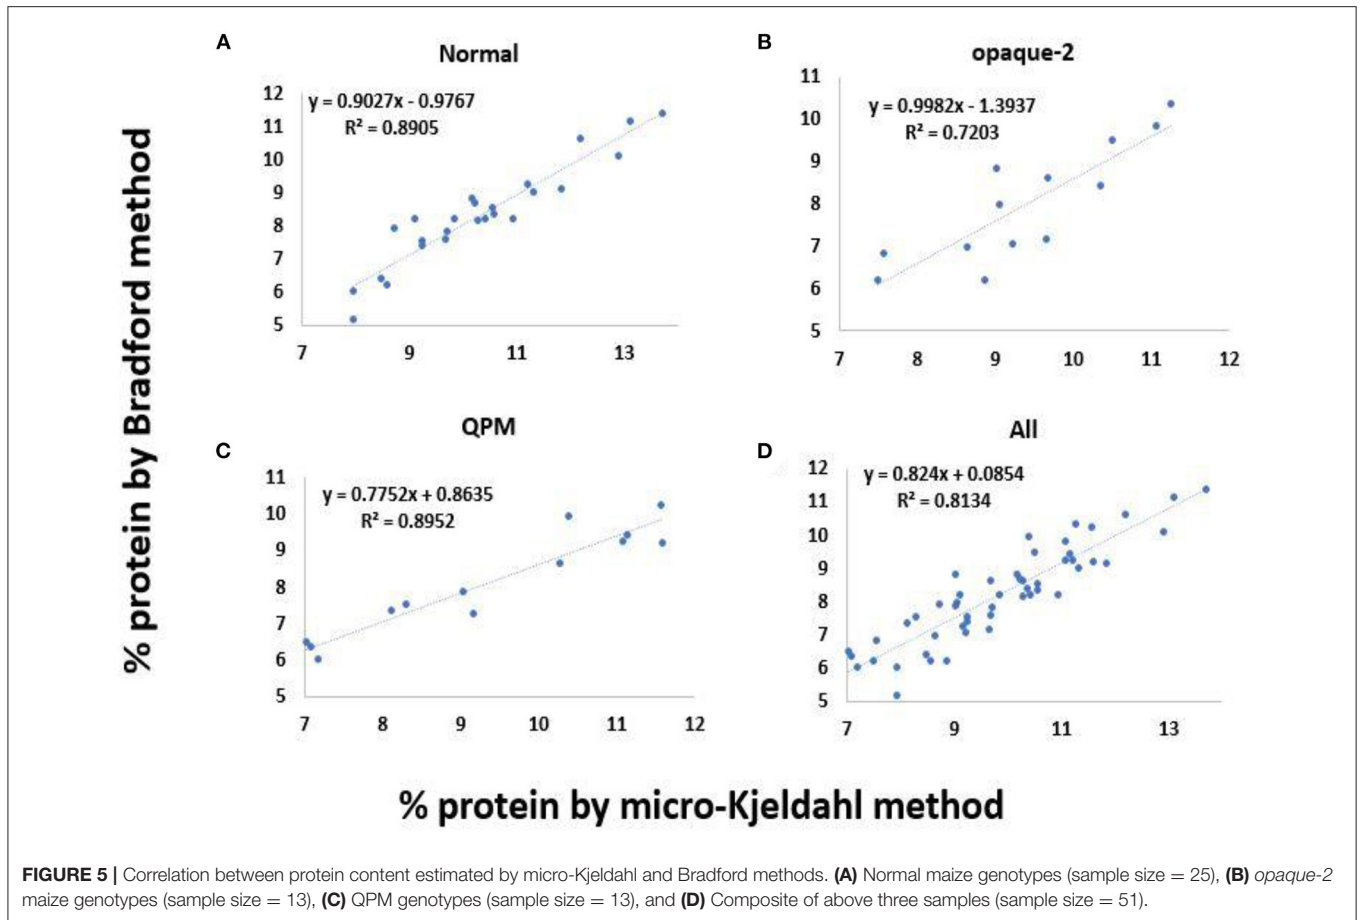 A
Normal
y = 0.9027x - 0.9767
R² = 0.8905
12
11
10
9
8
7
6
5
7 9 11 13
B
opaque-2
y = 0.9982x - 1.3937
R² = 0.7203
11
10
9
8
7
6
5
7 8 9 10 11 12
% protein by Bradford method
C
QPM
y = 0.7752x + 0.8635
R² = 0.8952
11
10
9
8
7
6
5
7 8 9 10 11 12
D
All
y = 0.824x + 0.0854
R² = 0.8134
12
11
10
9
8
7
6
5
7 9 11 13
% protein by micro-Kjeldahl method
FIGURE 5 | Correlation between protein content estimated by micro-Kjeldahl and Bradford methods. (A) Normal maize genotypes (sample size = 25), (B) opaque-2
maize genotypes (sample size = 13), (C) QPM genotypes (sample size = 13), and (D) Composite of above three samples (sample size = 51).